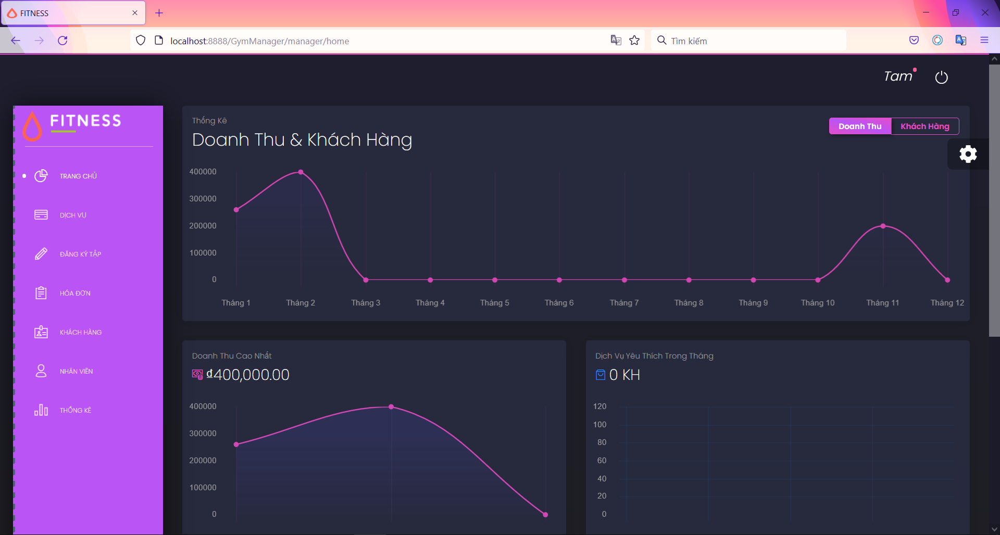 FITNESS
localhost:8888/GymManager/manager/home
Tìm kiếm
Tam
FITNESS
TRANG CHỦ
DỊCH VỤ
ĐĂNG KÝ TẬP
HÓA ĐƠN
KHÁCH HÀNG
NHÂN VIÊN
THỐNG KÊ
Thống Kê
Doanh Thu & Khách Hàng
Doanh Thu Khách Hàng
400000
300000
200000
100000
0
Tháng 1 Tháng 2 Tháng 3 Tháng 4 Tháng 5 Tháng 6 Tháng 7 Tháng 8 Tháng 9 Tháng 10 Tháng 11 Tháng 12
Doanh Thu Cao Nhất
₫400,000.00
400000
300000
200000
100000
0
Dịch Vụ Yêu Thích Trong Tháng
0 KH
120
100
80
60
40
20
0